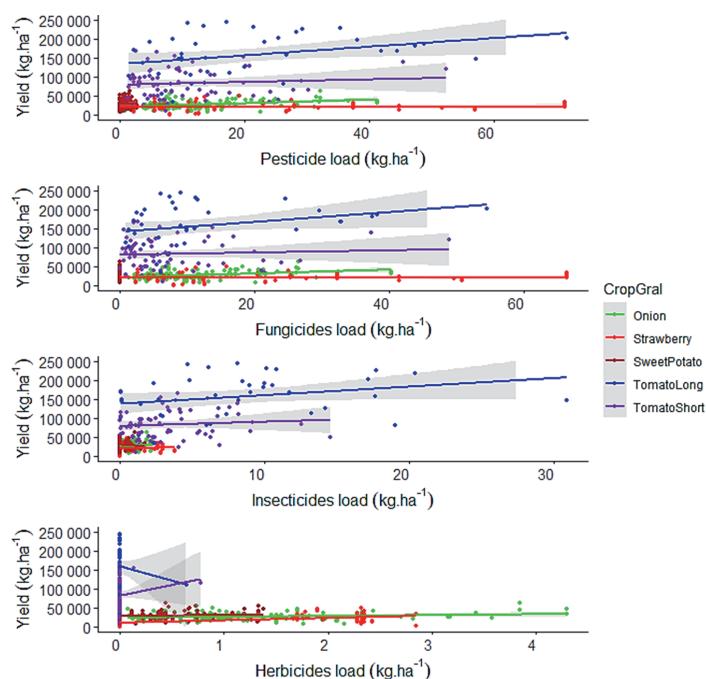 250 000
200 000
150 000
100 000
50 000
0
Yield (kg.ha⁻¹)
0 20 40 60
Pesticide load (kg.ha⁻¹)
250 000
200 000
150 000
100 000
50 000
0
Yield (kg.ha⁻¹)
0 20 40 60
Fungicides load (kg.ha⁻¹)
CropGral
Onion
Strawberry
SweetPotato
TomatoLong
TomatoShort
250 000
200 000
150 000
100 000
50 000
0
Yield (kg.ha⁻¹)
0 10 20 30
Insecticides load (kg.ha⁻¹)
250 000
200 000
150 000
100 000
50 000
0
Yield (kg.ha⁻¹)
0 1 2 3 4
Herbicides load (kg.ha⁻¹)